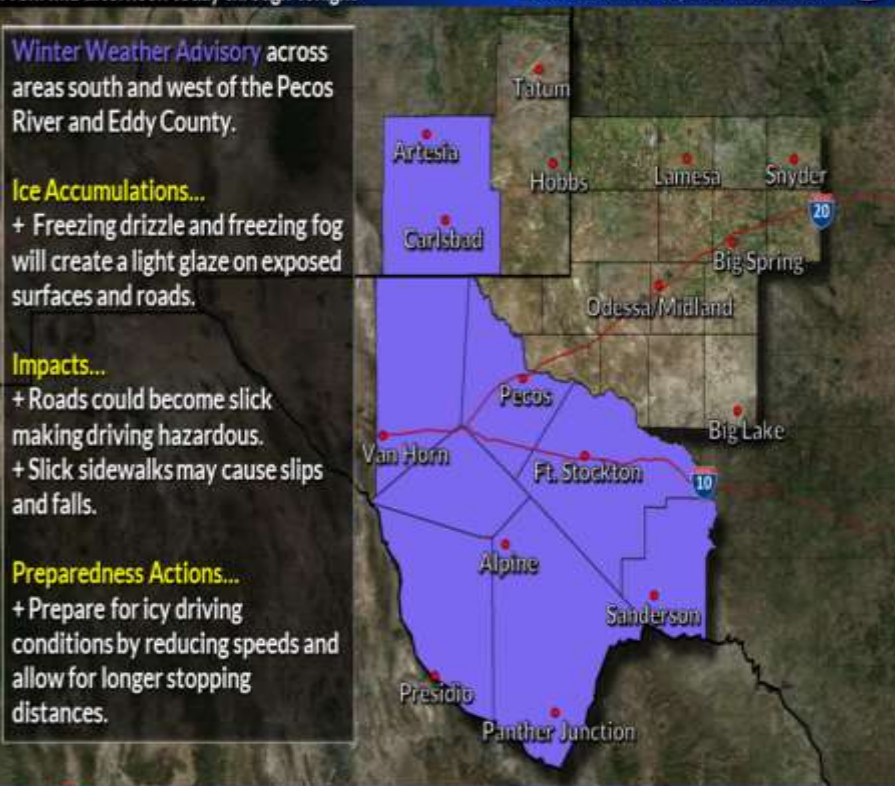 Winter Weather Advisory across
areas south and west of the Pecos
River and Eddy County.
Ice Accumulations...
+ Freezing drizzle and freezing fog
will create a light glaze on exposed
surfaces and roads.
Impacts...
+ Roads could become slick
making driving hazardous.
+ Slick sidewalks may cause slips
and falls.
Preparedness Actions...
+ Prepare for icy driving
conditions by reducing speeds and
allow for longer stopping
distances.
Tatum
Artesia
Hobbs
Lamesa
Snyder
20
Carlsbad
Big Spring
Odessa/Midland
Pecos
Big Lake
Van Horn
Ft. Stockton
10
Alpine
Sanderson
Presidio
Panther Junction